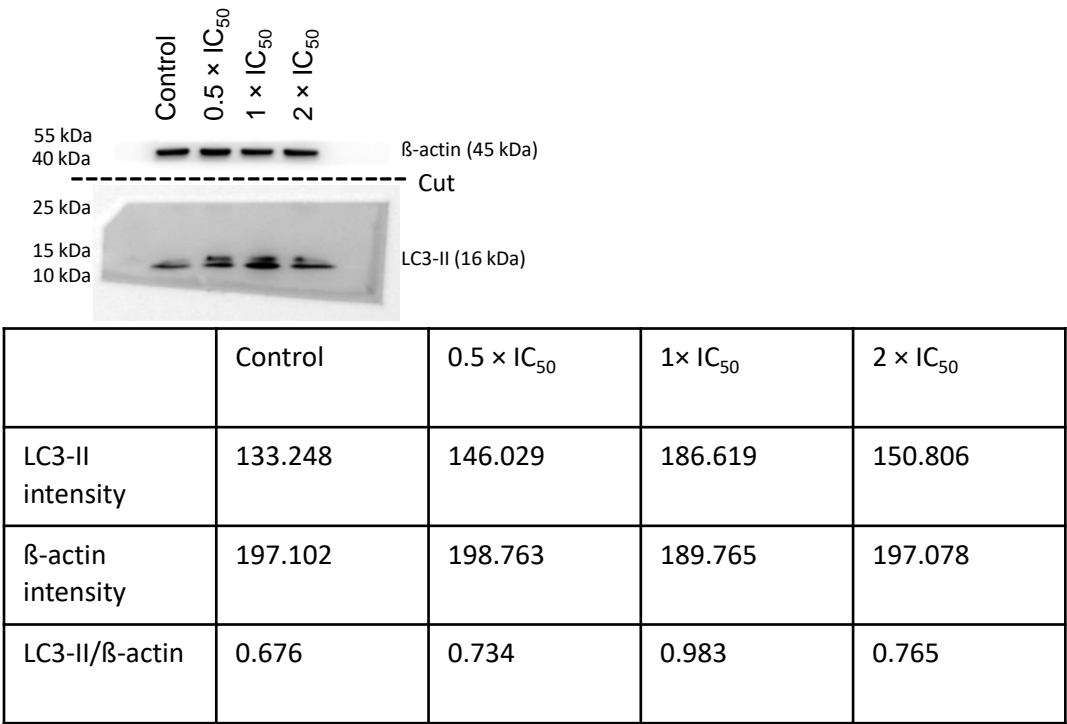 Control
0.5 × IC₅₀
1 × IC₅₀
2 × IC₅₀
55 kDa
40 kDa
ß-actin (45 kDa)
Cut
25 kDa
15 kDa
10 kDa
LC3-II (16 kDa)
Control
0.5 × IC₅₀
1× IC₅₀
2 × IC₅₀
LC3-II
intensity
133.248
146.029
186.619
150.806
ß-actin
intensity
197.102
198.763
189.765
197.078
LC3-II/ß-actin
0.676
0.734
0.983
0.765